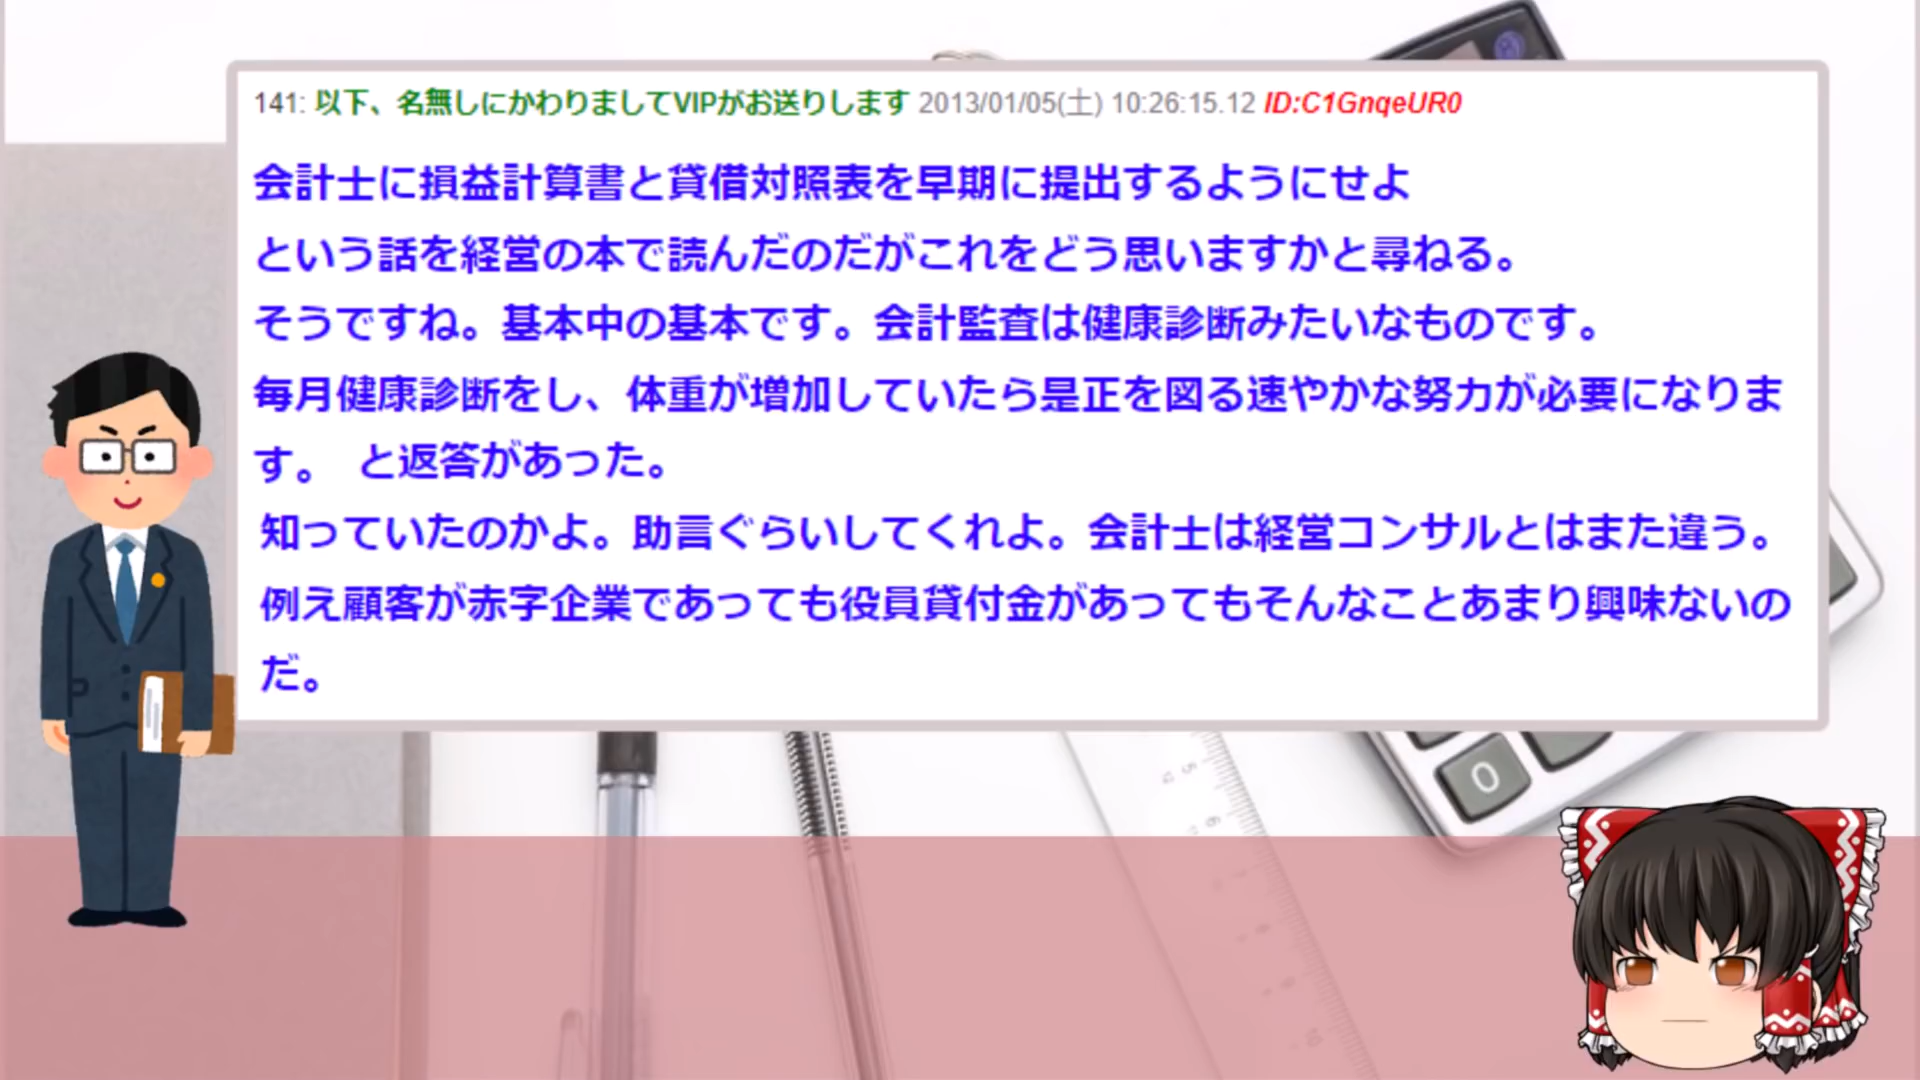 141: 以下、名無しにかわりましてVIPがお送りします 2013/01/05(土) 10:26:15.12 ID:C1GnqeUR0
会計士に損益計算書と貸借対照表を早期に提出するようにせよ
という話を経営の本で読んだのだがこれをどう思いますかと尋ねる。
そうですね。基本中の基本です。会計監査は健康診断みたいなものです。
毎月健康診断をし、体重が増加していたら是正を図る速やかな努力が必要になりま
す。 と返答があった。
知っていたのかよ。助言ぐらいしてくれよ。会計士は経営コンサルとはまた違う。
例え顧客が赤字企業であっても役員貸付金があってもそんなことあまり興味ないの
だ。
0